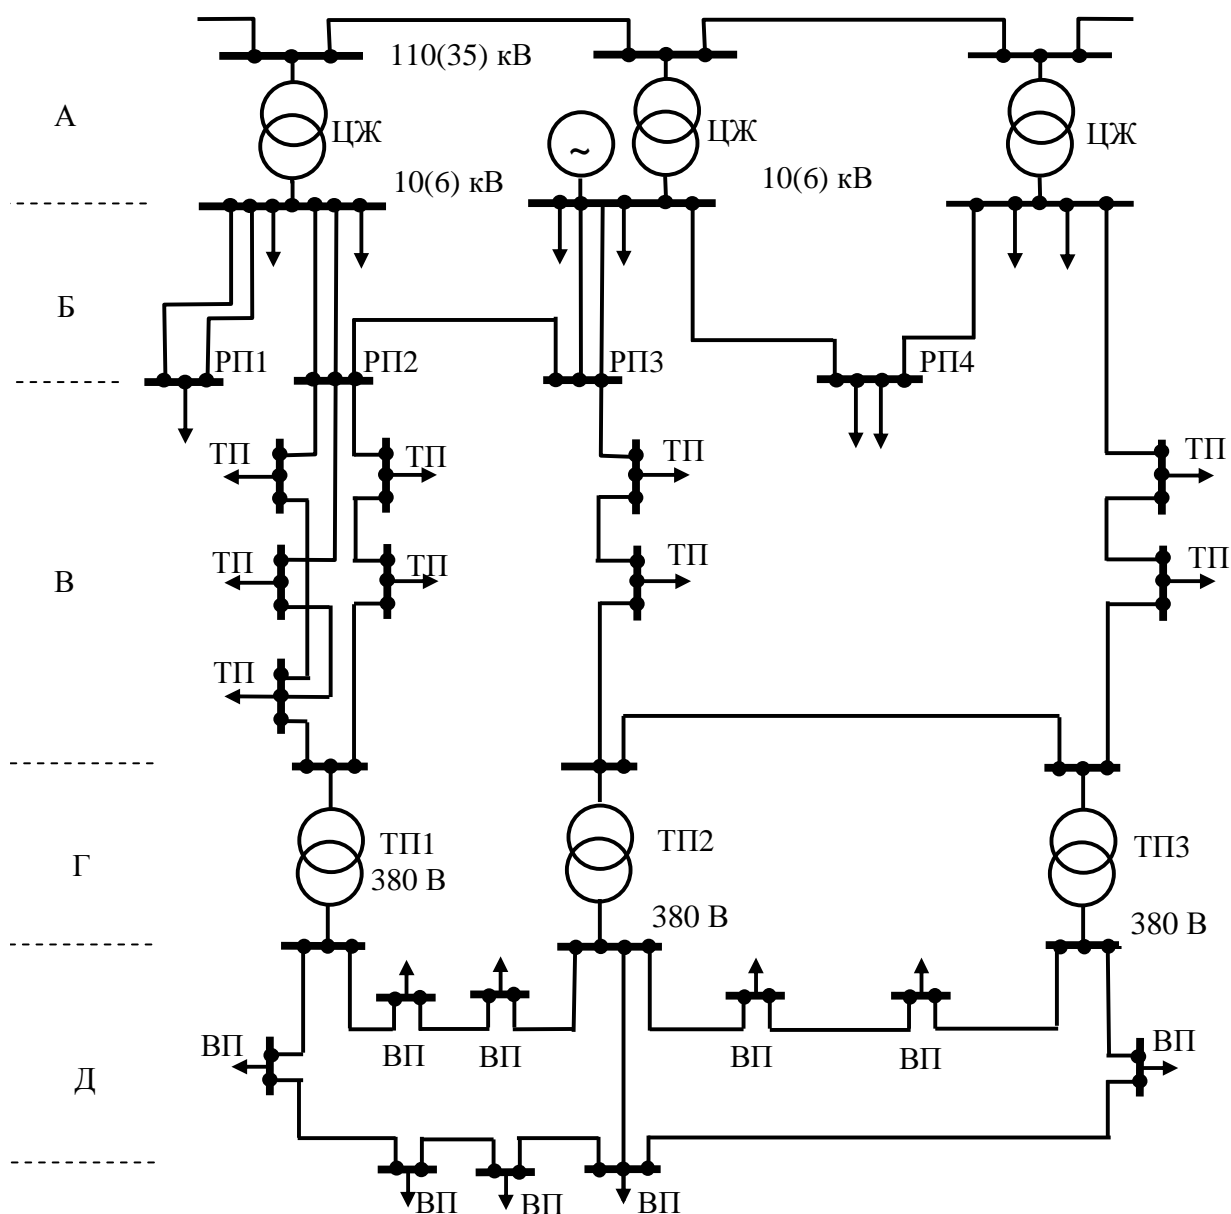 110(35) кВ
А
ЦЖ
~
ЦЖ
ЦЖ
10(6) кВ
10(6) кВ
Б
РП1
РП2
РП3
РП4
ТП
ТП
ТП
ТП
ТП
ТП
ТП
ТП
В
ТП
ТП1
ТП2
ТП3
Г
380 В
380 В
380 В
ВП
ВП
ВП
ВП
ВП
ВП
Д
ВП
ВП
ВП